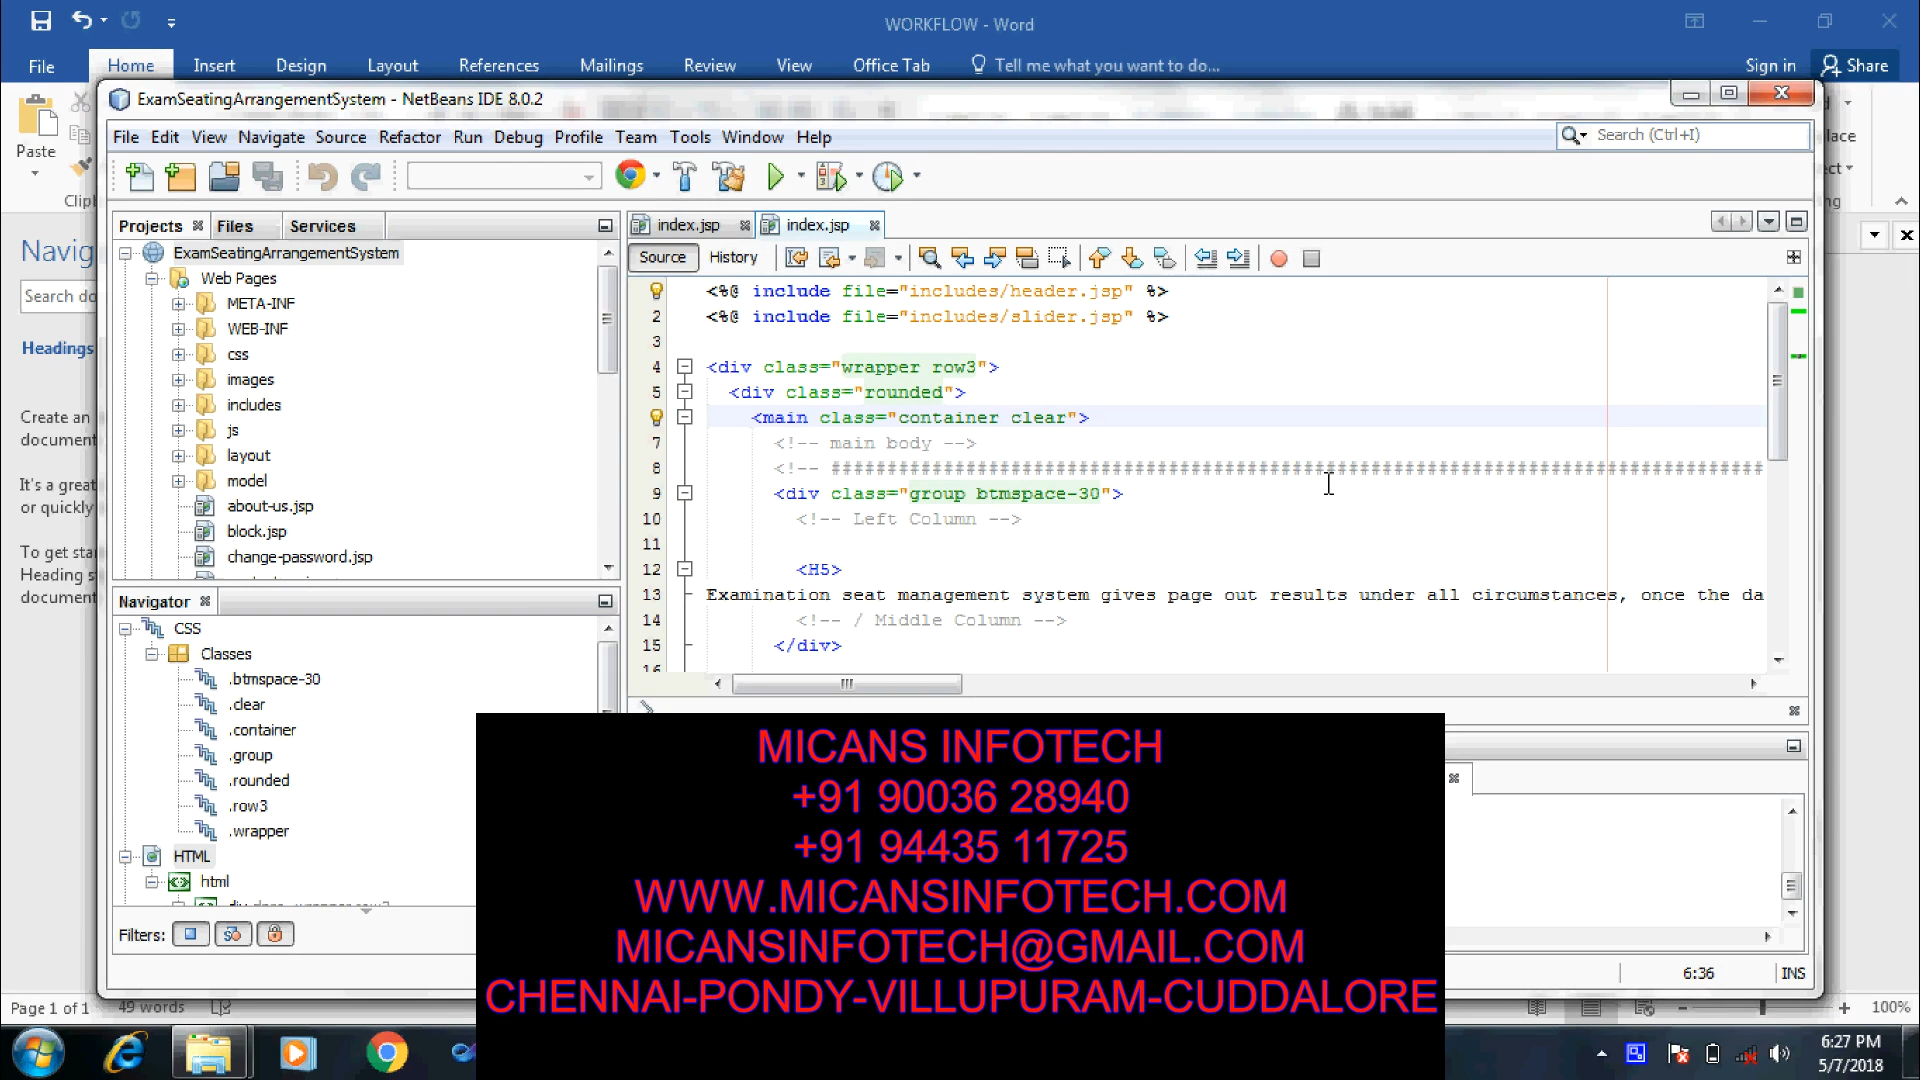 WORKFLOW - Word
File Home Insert Design Layout References Mailings Review View Office Tab Tell me what you want to do... Sign in Share
ExamSeatingArrangementSystem - NetBeans IDE 8.0.2
File Edit View Navigate Source Refactor Run Debug Profile Team Tools Window Help
Search (Ctrl+I)
Paste
Projects Files Services
index.jsp index.jsp
Source History
ExamSeatingArrangementSystem
Web Pages
META-INF
WEB-INF
css
images
includes
js
layout
model
about-us.jsp
block.jsp
change-password.jsp
Headings
Create an
document
It's a great
or quickly
document
<%@ include file="includes/header.jsp" %>
2 <%@ include file="includes/slider.jsp" %>
3
4 <div class="wrapper row3">
5 <div class="rounded">
<main class="container clear">
7 <!-- main body -->
8 <!-- ###################################################################################
9 <div class="group btmspace-30">
10 <!-- Left Column -->
11
12 <H5>
13 Examination seat management system gives page out results under all circumstances, once the da
14 <!-- / Middle Column -->
15 </div>
16
Navigator
CSS
Classes
.btmspace-30
.clear
.container
.group
.rounded
.row3
.wrapper
HTML
html
Filters:
MICANS INFOTECH
+91 90036 28940
+91 94435 11725
WWW.MICANSINFOTECH.COM
MICANSINFOTECH@GMAIL.COM
CHENNAI-PONDY-VILLUPURAM-CUDDALORE
6:36 INS
Page 1 of 1 49 words 100%
6:27 PM
5/7/2018